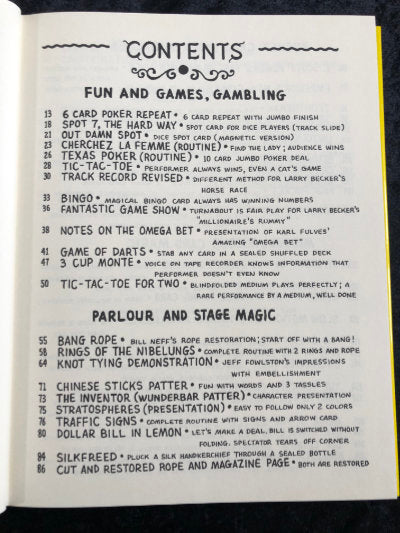 CONTENTS
FUN AND GAMES, GAMBLING
13 6 CARD POKER REPEAT • 6 CARD REPEAT WITH JUMBO FINISH
18 SPOT 7, THE HARD WAY • SPOT CARD FOR DICE PLAYERS (TRACK SLIDE)
21 OUT DAMN SPOT • DICE SPOT CARD (MAGNETIC VERSION)
23 CHERCHEZ LA FEMME (ROUTINE) • FIND THE LADY; AUDIENCE WINS
26 TEXAS POKER (ROUTINE) • 10 CARD JUMBO POKER DEAL
28 TIC-TAC-TOE • PERFORMER ALWAYS WINS, EVEN A CAT'S GAME
30 TRACK RECORD REVISED • DIFFERENT METHOD FOR LARRY BECKER'S
HORSE RACE
33 BINGO • MAGICAL BINGO CARD ALWAYS HAS WINNING NUMBERS
36 FANTASTIC GAME SHOW • TURNABOUT IS FAIR PLAY FOR LARRY BECKER'S
"MILLIONAIRE'S RUMMY"
38 NOTES ON THE OMEGA BET • PRESENTATION OF KARL FULVES'
AMAZING "OMEGA BET"
41 GAME OF DARTS • STAB ANY CARD IN A SEALED SHUFFLED DECK
47 3 CUP MONTE • VOICE ON TAPE RECORDER KNOWS INFORMATION THAT
PERFORMER DOESN'T EVEN KNOW
50 TIC-TAC-TOE FOR TWO • BLINDFOLDED MEDIUM PLAYS PERFECTLY; A
RARE PERFORMANCE BY A MEDIUM, WELL DONE
PARLOUR AND STAGE MAGIC
55 BANG ROPE • BILL NEFF'S ROPE RESTORATION; START OFF WITH A BANG!
58 RINGS OF THE NIBELUNGS • COMPLETE ROUTINE WITH 2 RINGS AND ROPE
64 KNOT TYING DEMONSTRATION • JEFF FOWLSTON'S IMPRESSIONS
WITH EMBELLISHMENT
71 CHINESE STICKS PATTER • FUN WITH WORDS AND 3 TASSLES
73 THE INVENTOR (WUNDERBAR PATTER) • CHARACTER PRESENTATION
75 STRATOSPHERES (PRESENTATION) • EASY TO FOLLOW ONLY 2 COLORS
76 TRAFFIC SIGNS • COMPLETE ROUTINE WITH SIGNS AND ARROW CARD
80 DOLLAR BILL IN LEMON • LET'S MAKE A DEAL. BILL IS SWITCHED WITHOUT
FOLDING. SPECTATOR TEARS OFF CORNER
84 SILKFREED • PLUCK A SILK HANDKERCHIEF THROUGH A SEALED BOTTLE
86 CUT AND RESTORED ROPE AND MAGAZINE PAGE • BOTH ARE RESTORED